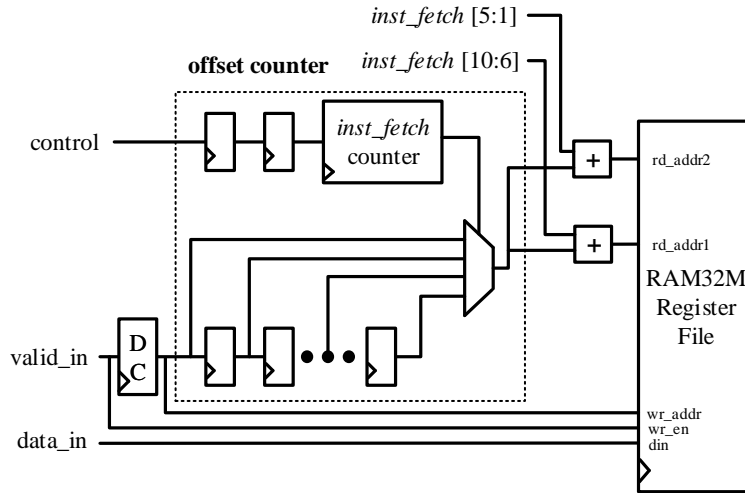 inst_fetch [5:1]
inst_fetch [10:6]
offset counter
control
inst_fetch
counter
+
rd_addr2
+
rd_addr1
RAM32M
Register
File
valid_in
D
C
wr_addr
wr_en
din
data_in